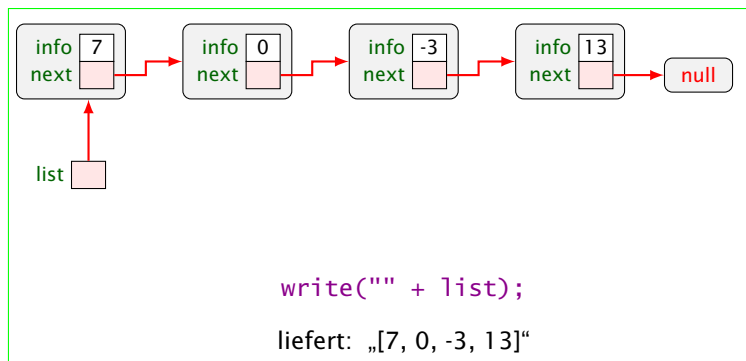 info 7 info 0 info -3 info 13
next next next next null
list
write("" + list);
liefert: „[7, 0, -3, 13]“